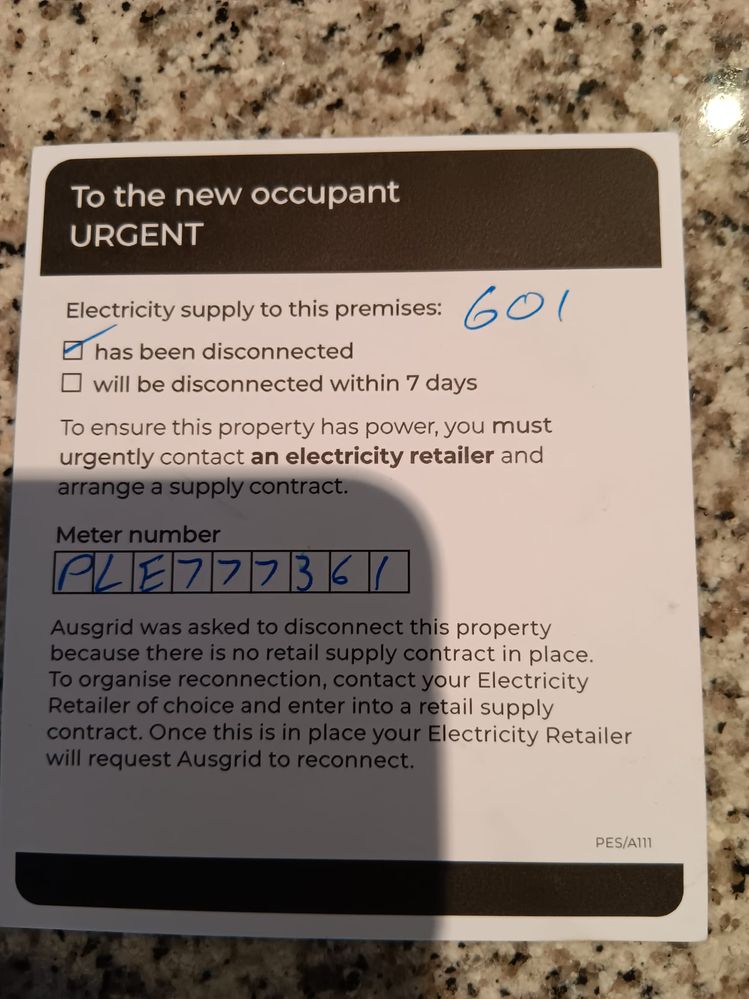 To the new occupant
URGENT
Electricity supply to this premises: 601
has been disconnected
will be disconnected within 7 days
To ensure this property has power, you must
urgently contact an electricity retailer and
arrange a supply contract.
Meter number
PLE777361
Ausgrid was asked to disconnect this property
because there is no retail supply contract in place.
To organise reconnection, contact your Electricity
Retailer of choice and enter into a retail supply
contract. Once this is in place your Electricity Retailer
will request Ausgrid to reconnect.
PES/A111